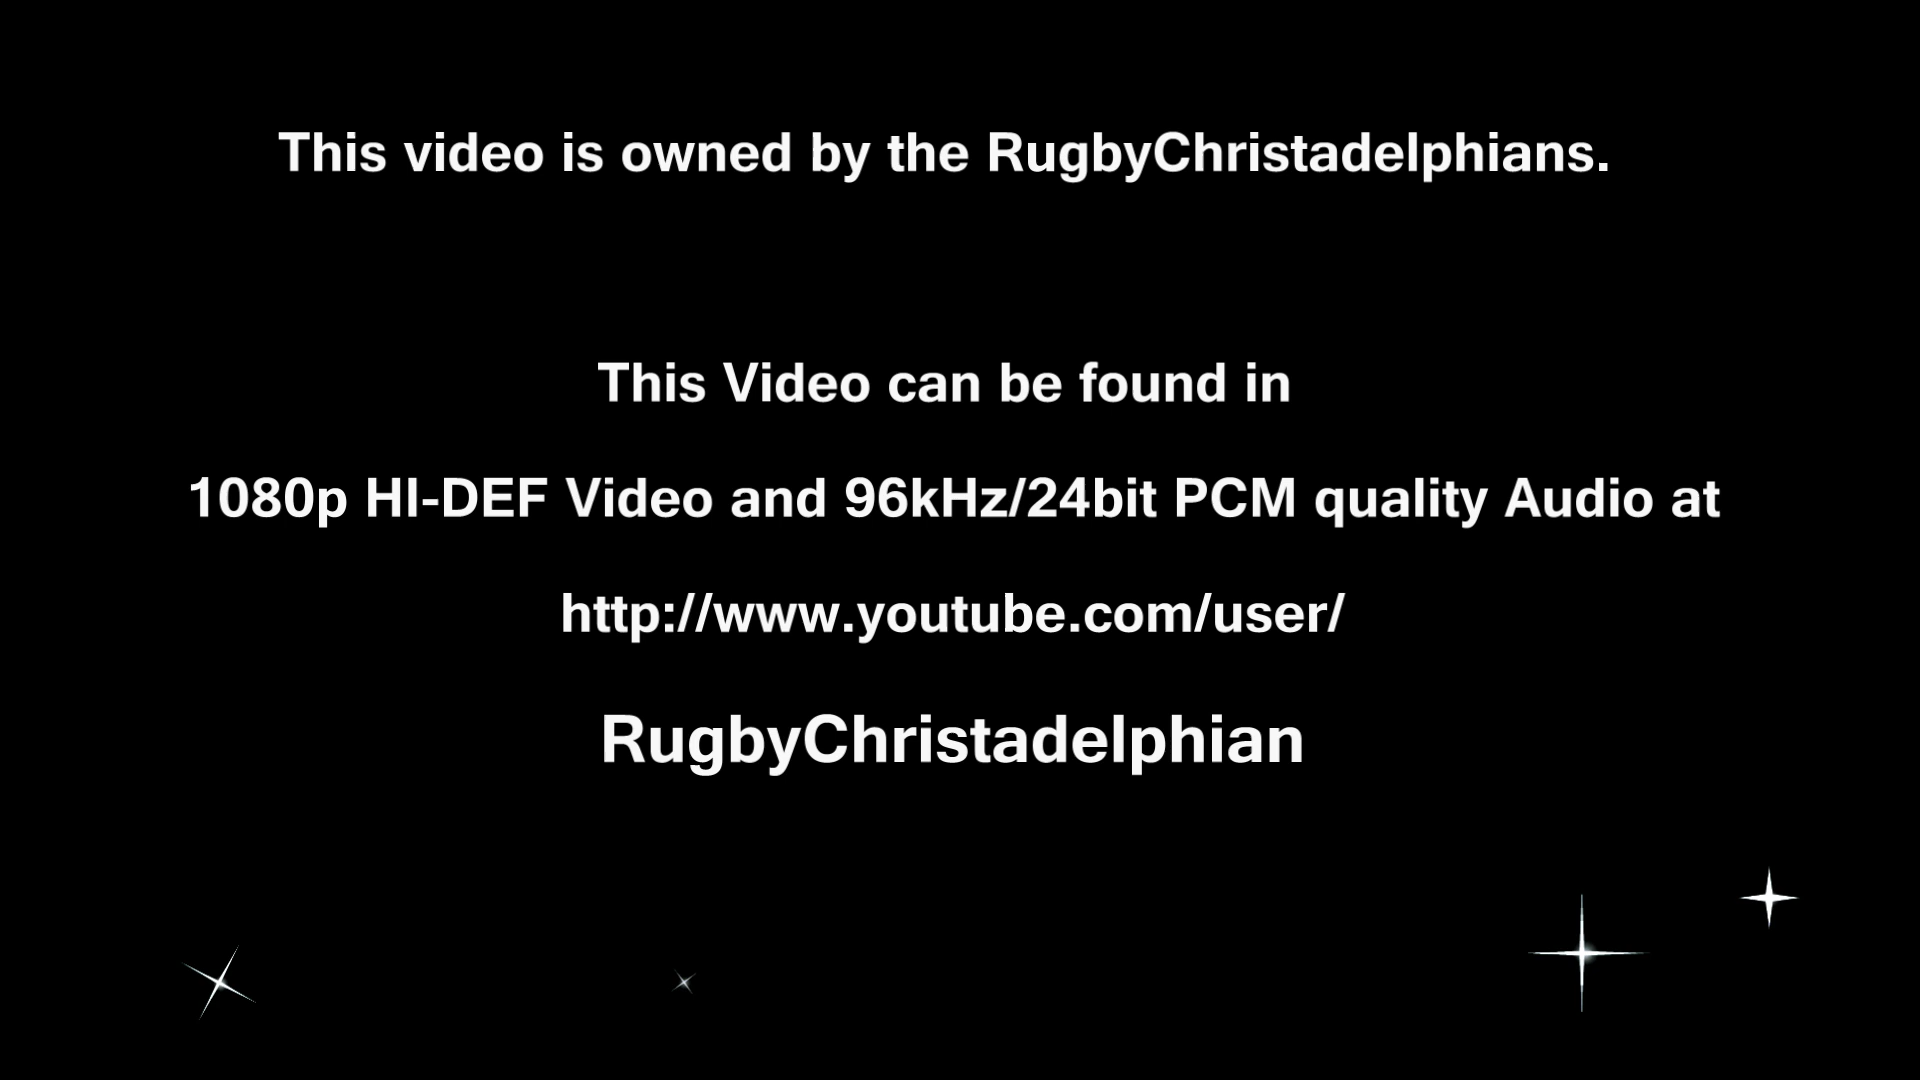 This video is owned by the RugbyChristadelphians.
This Video can be found in
1080p HI-DEF Video and 96kHz/24bit PCM quality Audio at
http://www.youtube.com/user/
RugbyChristadelphian